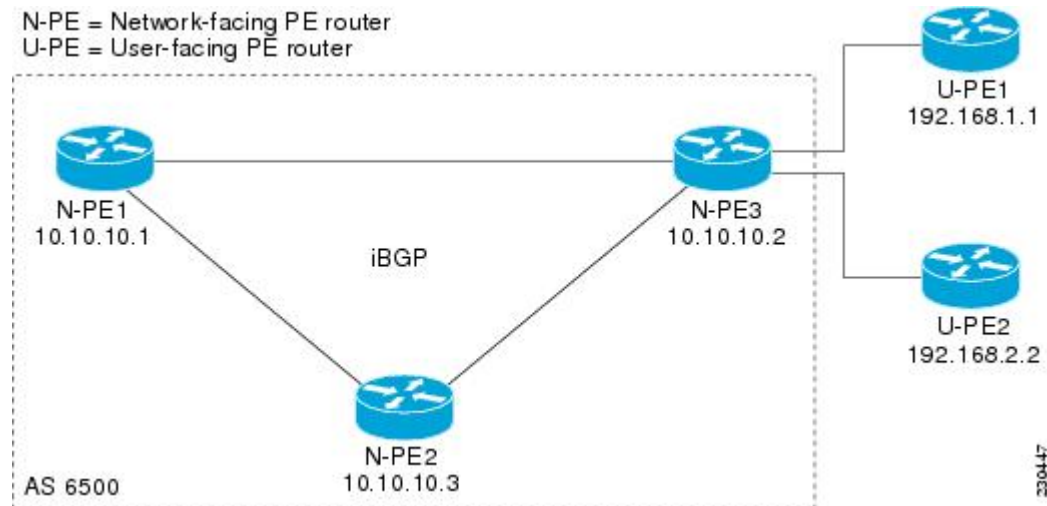 N-PE = Network-facing PE router
U-PE = User-facing PE router
U-PE1
192.168.1.1
N-PE1
10.10.10.1
N-PE3
10.10.10.2
iBGP
U-PE2
192.168.2.2
N-PE2
10.10.10.3
AS 6500
230447